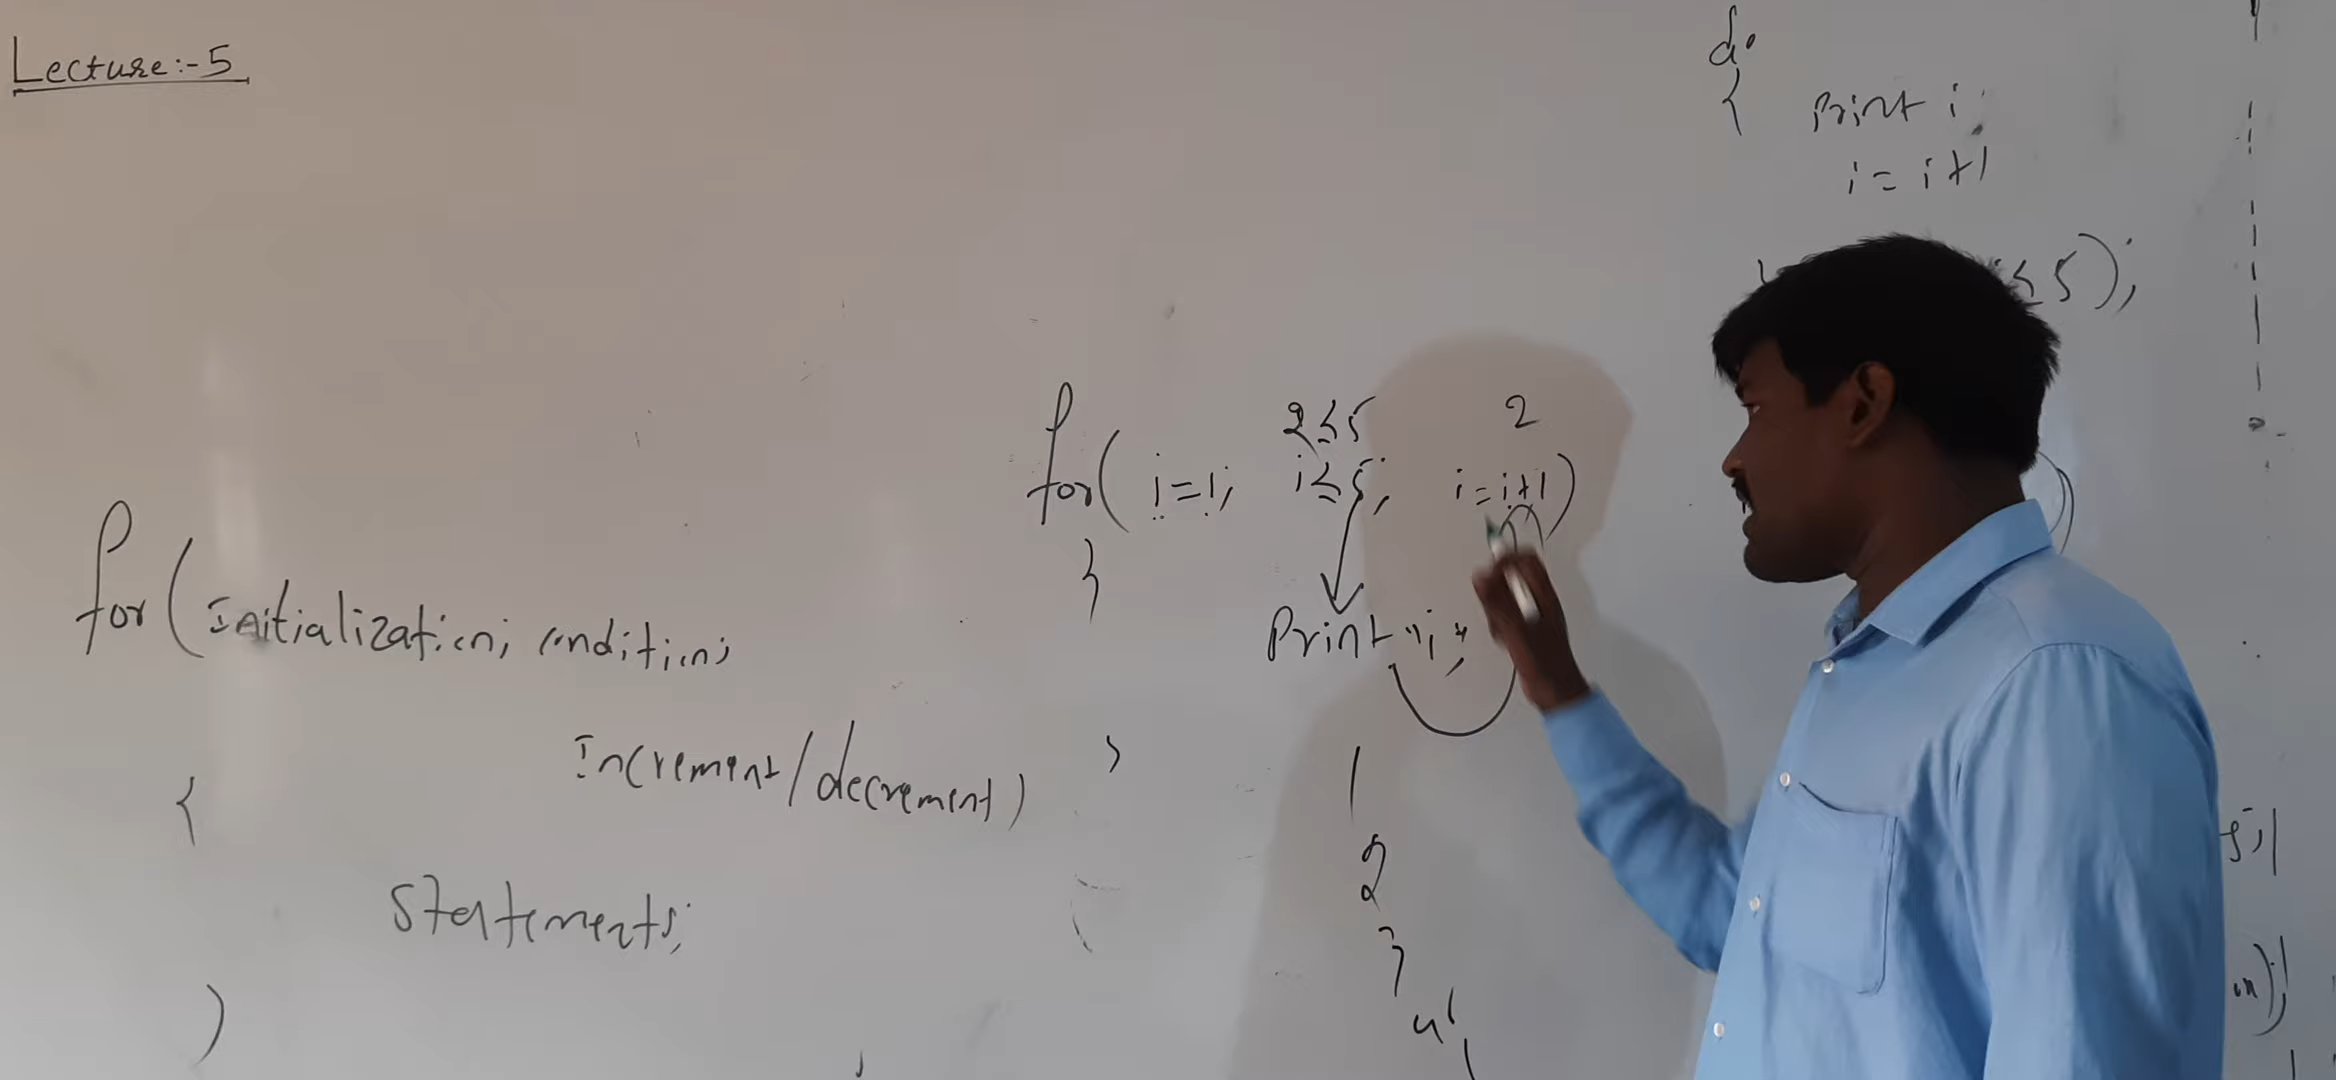 Lecture:-5
for(Initialization; condition;
Increment/decrement)
{
Statements;
}
2≤5 2
for( i=1; i≤5; i=i+1)
{
Print "i";
}
1
2
3
4
do
{
Print i;
i=i+1
≤5);